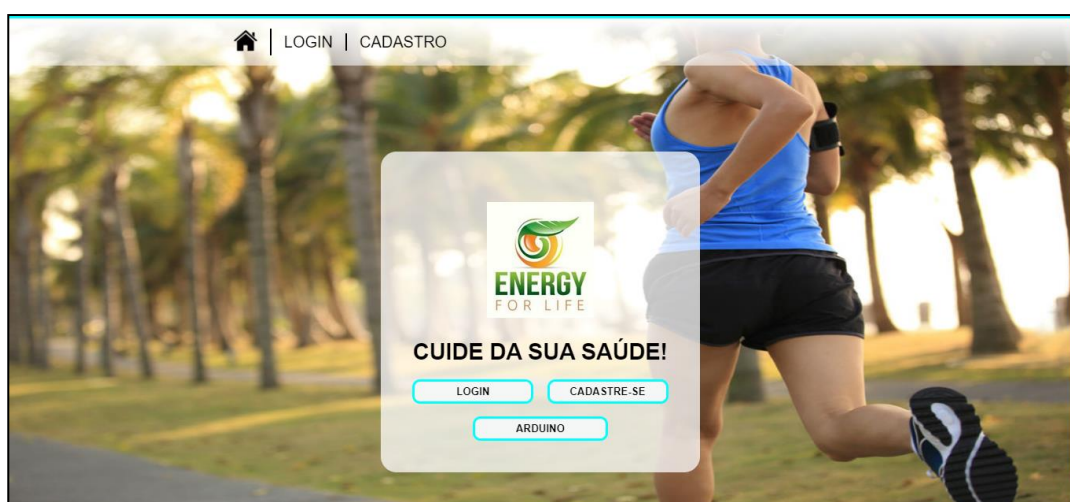 LOGIN | CADASTRO
ENERGY
FOR LIFE
CUIDE DA SUA SAÚDE!
LOGIN
CADASTRE-SE
ARDUINO